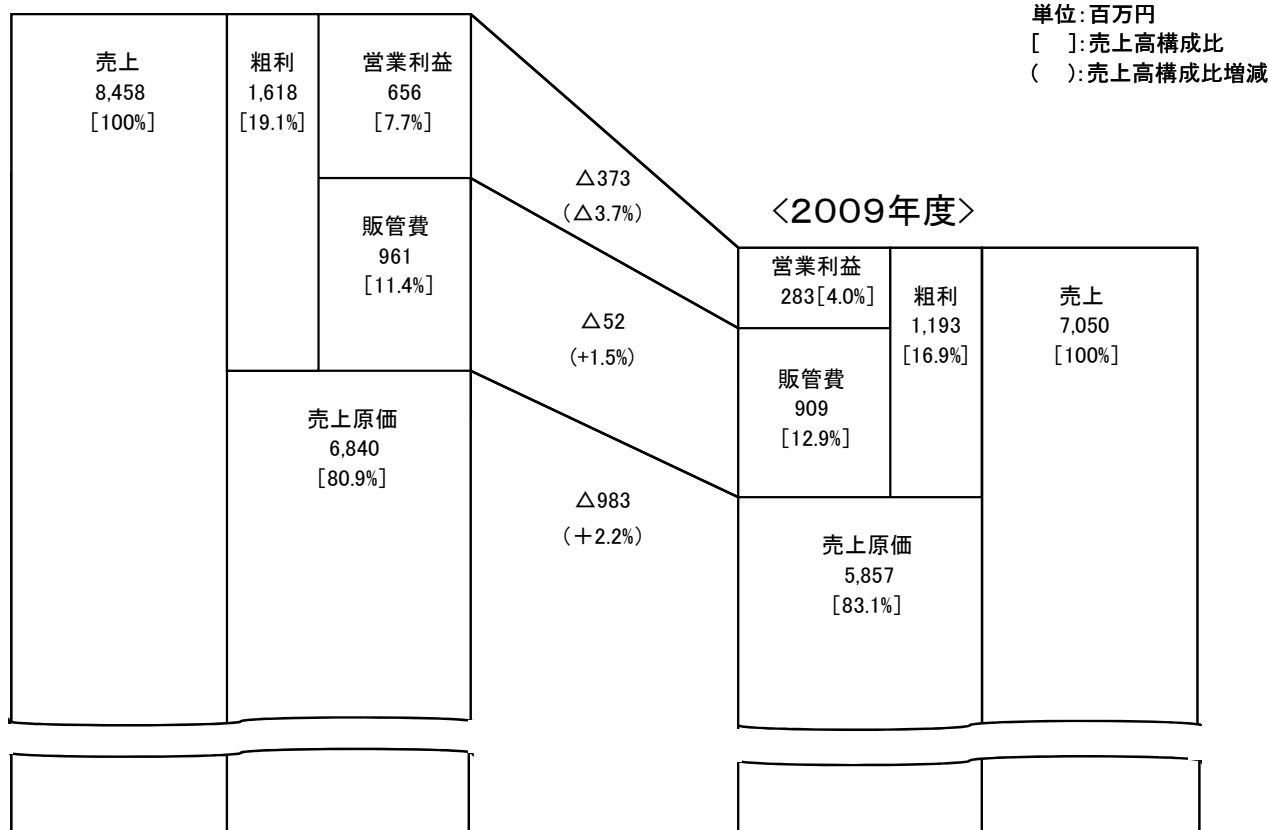 単位:百万円
[　]:売上高構成比
(　):売上高構成比増減
売上
8,458
[100%]
粗利
1,618
[19.1%]
営業利益
656
[7.7%]
販管費
961
[11.4%]
売上原価
6,840
[80.9%]
△373
(△3.7%)
△52
(+1.5%)
△983
(＋2.2%)
<2009年度>
営業利益
283[4.0%]
販管費
909
[12.9%]
粗利
1,193
[16.9%]
売上
7,050
[100%]
売上原価
5,857
[83.1%]